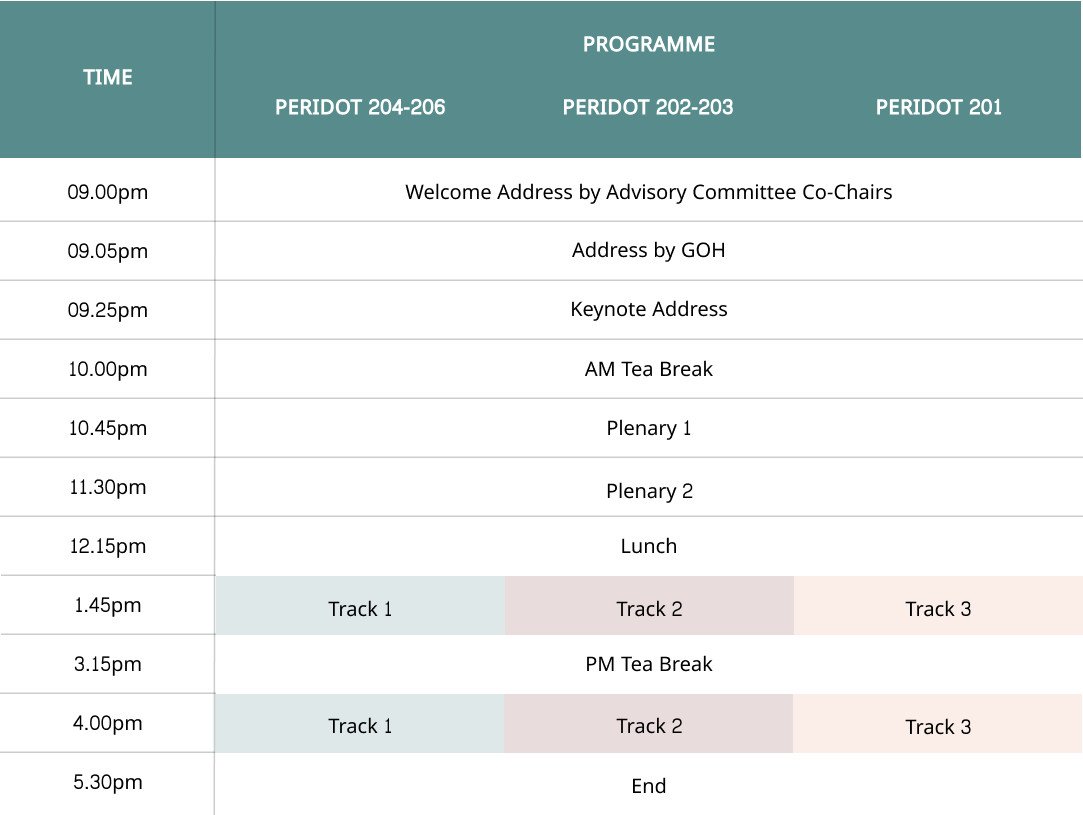 TIME
PROGRAMME
PERIDOT 204-206 PERIDOT 202-203 PERIDOT 201
09.00pm Welcome Address by Advisory Committee Co-Chairs
09.05pm Address by GOH
09.25pm Keynote Address
10.00pm AM Tea Break
10.45pm Plenary 1
11.30pm Plenary 2
12.15pm Lunch
1.45pm Track 1 Track 2 Track 3
3.15pm PM Tea Break
4.00pm Track 1 Track 2 Track 3
5.30pm End